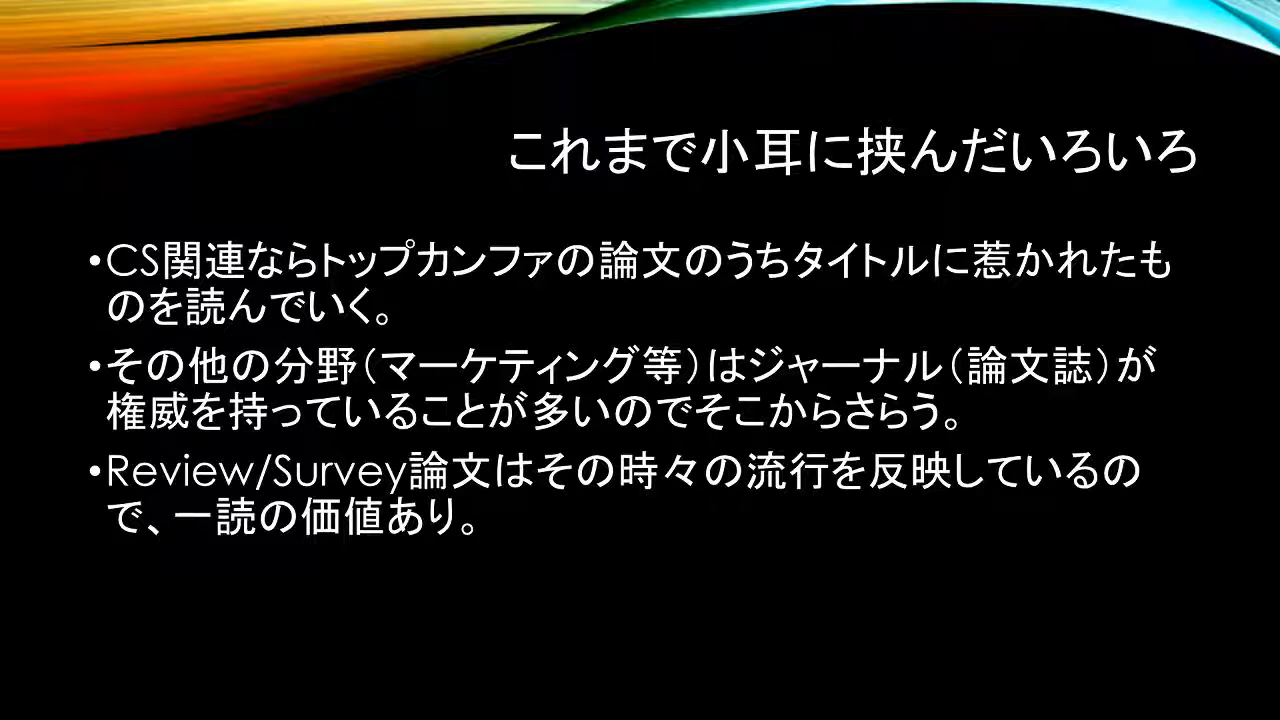 これまで小耳に挟んだいろいろ
•CS関連ならトップカンファの論文のうちタイトルに惹かれたも
のを読んでいく。
•その他の分野（マーケティング等）はジャーナル（論文誌）が
権威を持っていることが多いのでそこからさらう。
•Review/Survey論文はその時々の流行を反映しているの
で、一読の価値あり。